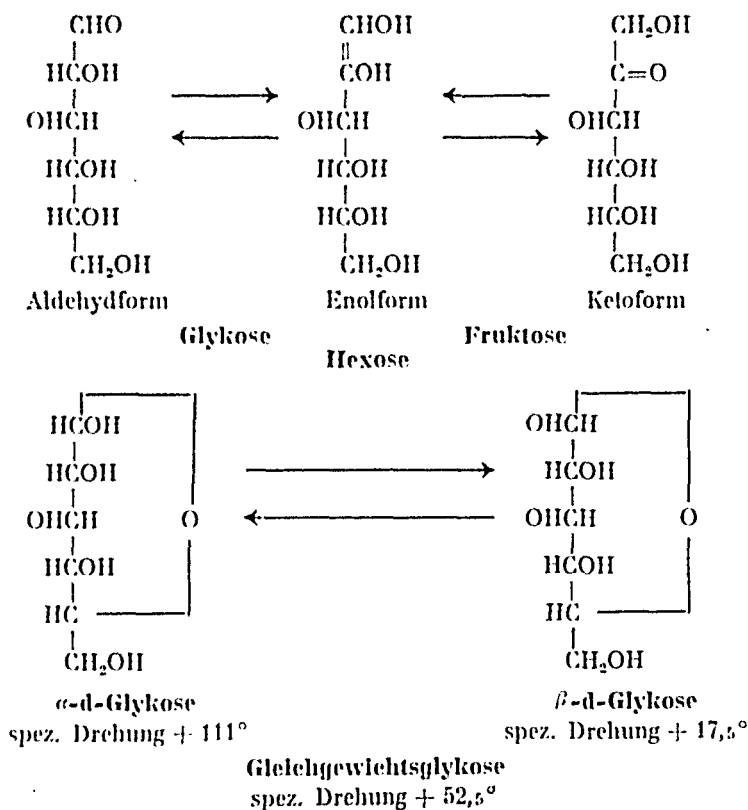 CHO CHOH CH₂OH
HCOH COH C=O
OHCH OHCH OHCH
HCOH HCOH HCOH
HCOH HCOH HCOH
CH₂OH CH₂OH CH₂OH
Aldehydform Enolform Ketoform
Glykose Fruktose
Hexose
HCOH OHCH
HCOH HCOH
OHCH O OHCH O
HCOH HCOH
HC HC
CH₂OH CH₂OH
α-d-Glykose β-d-Glykose
spez. Drehung + 111° spez. Drehung + 17,5°
Gleichgewichtsglykose
spez. Drehung + 52,5°